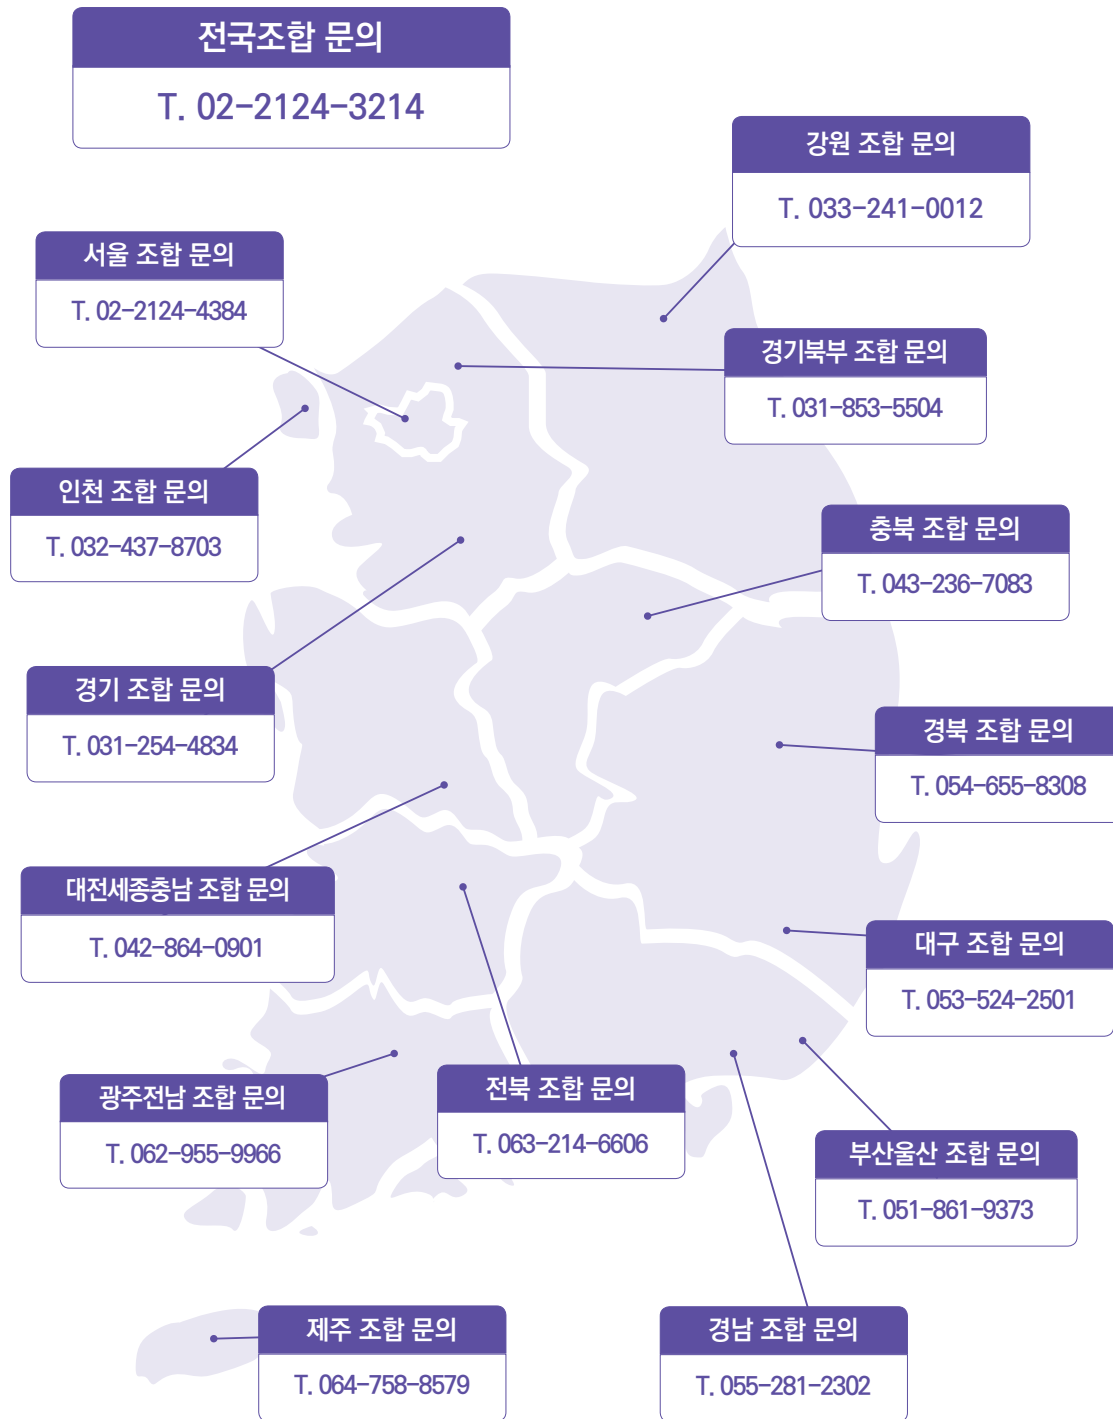 전국조합 문의
T. 02-2124-3214
강원 조합 문의
T. 033-241-0012
서울 조합 문의
T. 02-2124-4384
경기북부 조합 문의
T. 031-853-5504
인천 조합 문의
T. 032-437-8703
충북 조합 문의
T. 043-236-7083
경기 조합 문의
T. 031-254-4834
경북 조합 문의
T. 054-655-8308
대전세종충남 조합 문의
T. 042-864-0901
대구 조합 문의
T. 053-524-2501
광주전남 조합 문의
T. 062-955-9966
전북 조합 문의
T. 063-214-6606
부산울산 조합 문의
T. 051-861-9373
제주 조합 문의
T. 064-758-8579
경남 조합 문의
T. 055-281-2302